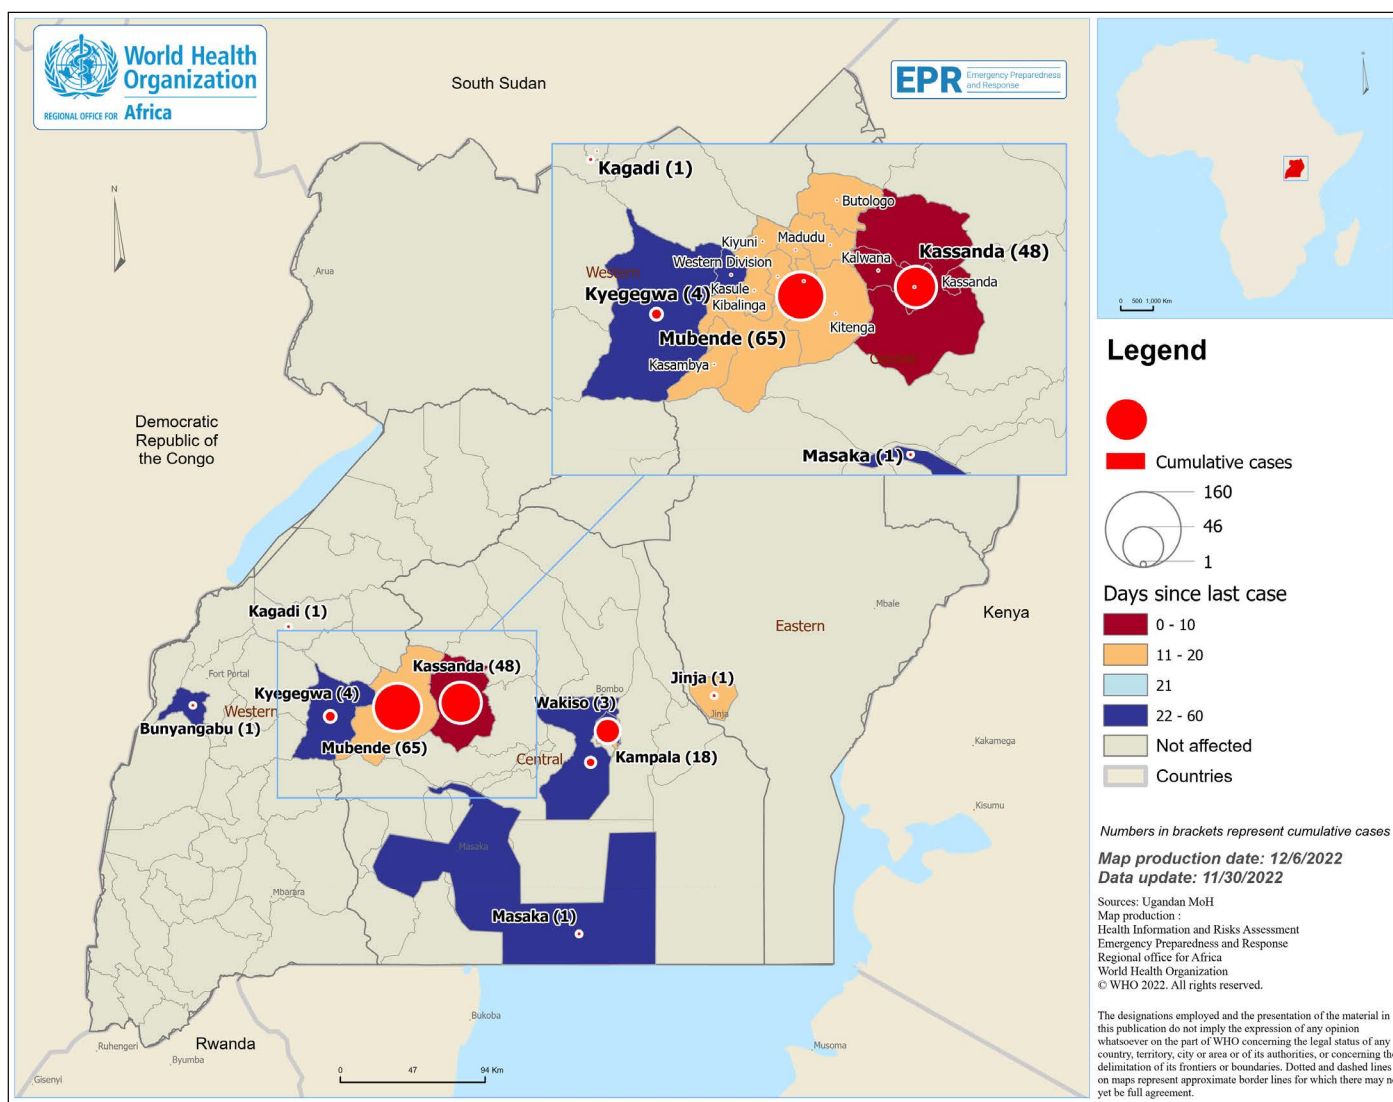 World Health
Organization
REGIONAL OFFICE FOR Africa
EPR Emergency Preparedness
and Response
South Sudan
N
Arua
Democratic
Republic of
the Congo
Kagadi (1)
Butologo
Kiyuni
Madudu
Kassanda (48)
Western Division
Kalwana
Western
Kasule
Kassanda
Kyegegwa (4)
Kibalinga
Kitenga
Mubende (65)
Central
Kasambya
Masaka (1)
Kagadi (1)
Eastern
Mbale
Kenya
Fort Portal
Kassanda (48)
Kyegegwa (4)
Western
Bunyangabu (1)
Mubende (65)
Bombo
Wakiso (3)
Jinja (1)
Jinja
Central
Kampala (18)
Kakamega
Kisumu
Masaka
Mbarara
Masaka (1)
Bukoba
Ruhengeri
Rwanda
Byumba
Gisenyi
Musoma
0 47 94 Km
0 500 1,000 Km
Legend
Cumulative cases
160
46
1
Days since last case
0 - 10
11 - 20
21
22 - 60
Not affected
Countries
Numbers in brackets represent cumulative cases
Map production date: 12/6/2022
Data update: 11/30/2022
Sources: Ugandan MoH
Map production :
Health Information and Risks Assessment
Emergency Preparedness and Response
Regional office for Africa
World Health Organization
© WHO 2022. All rights reserved.
The designations employed and the presentation of the material in
this publication do not imply the expression of any opinion
whatsoever on the part of WHO concerning the legal status of any
country, territory, city or area or of its authorities, or concerning the
delimitation of its frontiers or boundaries. Dotted and dashed lines
on maps represent approximate border lines for which there may no
yet be full agreement.